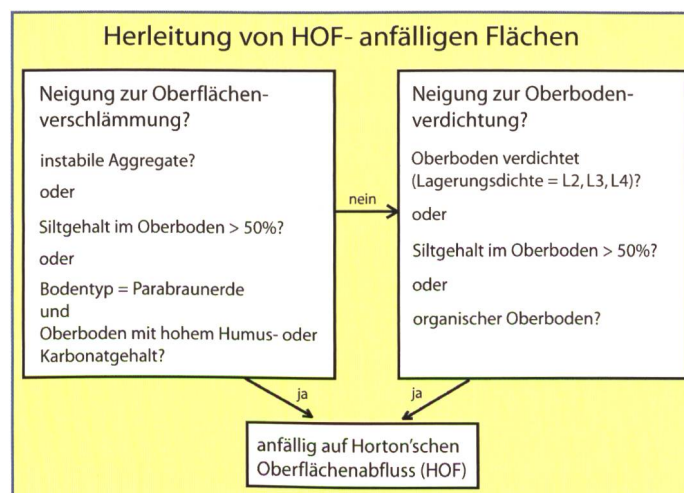 Herleitung von HOF- anfälligen Flächen
Neigung zur Oberflächen-
verschlämmung?
instabile Aggregate?
oder
Siltgehalt im Oberboden > 50%?
oder
Bodentyp = Parabraunerde
und
Oberboden mit hohem Humus- oder
Karbonatgehalt?
nein
Neigung zur Oberboden-
verdichtung?
Oberboden verdichtet
(Lagerungsdichte = L2, L3, L4)?
oder
Siltgehalt im Oberboden > 50%?
oder
organischer Oberboden?
ja
ja
anfällig auf Horton'schen
Oberflächenabfluss (HOF)